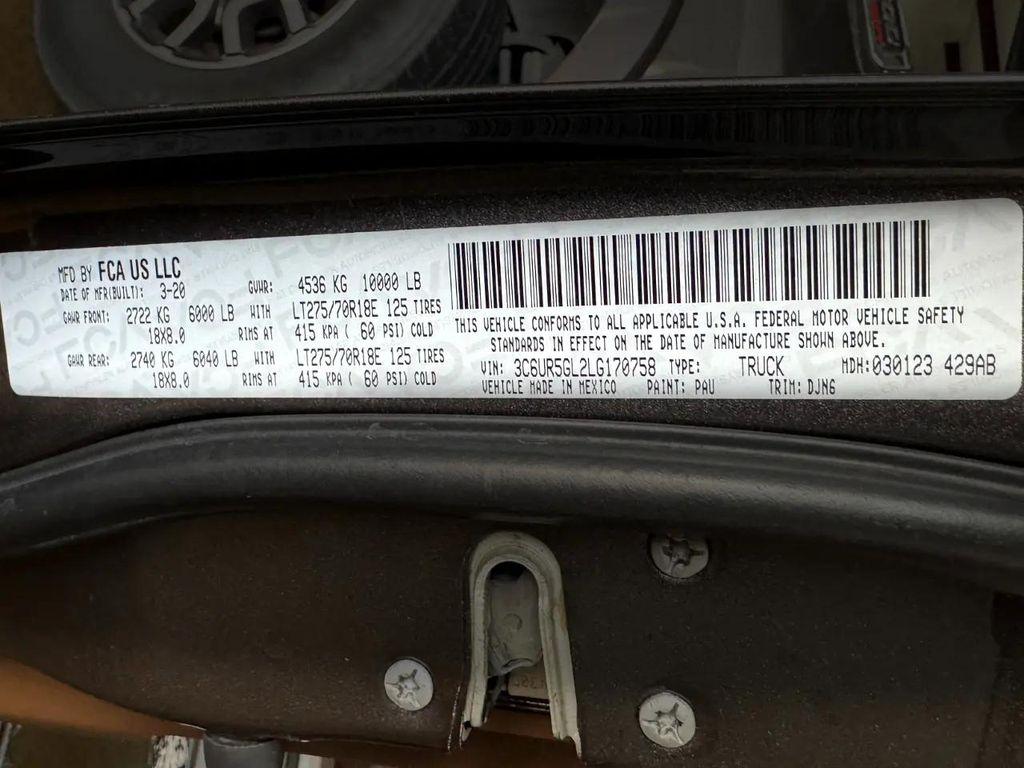 MFD BY FCA US LLC
DATE OF MFR(BUILT): 3-20 GVWR: 4536 KG 10000 LB
GAWR FRONT: 2722 KG 6000 LB WITH LT275/70R18E 125 TIRES
18X8.0 RIMS AT 415 KPA ( 60 PSI) COLD
GAWR REAR: 2740 KG 6040 LB WITH LT275/70R18E 125 TIRES
18X8.0 RIMS AT 415 KPA ( 60 PSI) COLD
THIS VEHICLE CONFORMS TO ALL APPLICABLE U.S.A. FEDERAL MOTOR VEHICLE SAFETY
STANDARDS IN EFFECT ON THE DATE OF MANUFACTURE SHOWN ABOVE.
VIN: 3C6UR5GL2LG170758 TYPE: TRUCK MDH: 030123 429AB
VEHICLE MADE IN MEXICO PAINT: PAU TRIM: DJNG